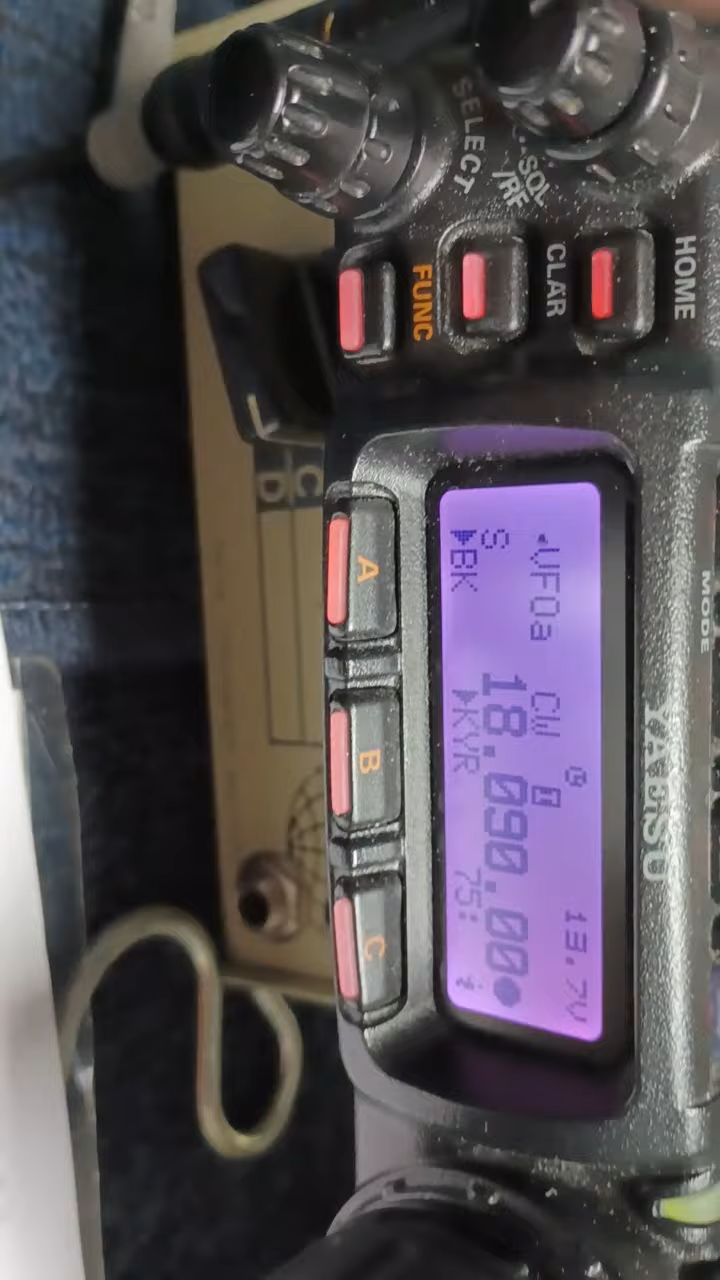 HOME
CLAR
FUNC
SELECT
SQL
/RF
MODE
YAESU
VFOa CW 13.7V
18.090.00
S
BK KYR 75:
A B C
C
D